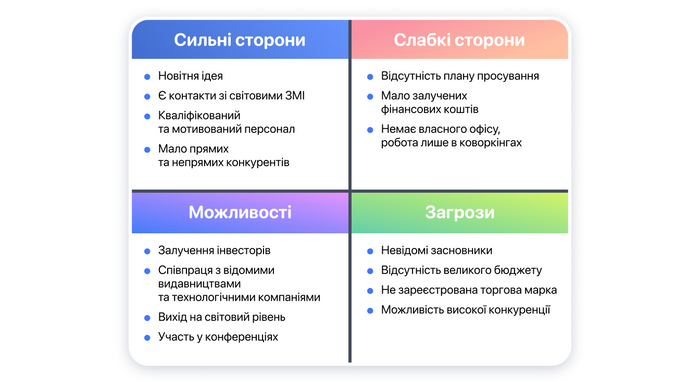 Сильні сторони
Новітня ідея
Є контакти зі світовими ЗМІ
Кваліфікований
та мотивований персонал
Мало прямих
та непрямих конкурентів
Слабкі сторони
Відсутність плану просування
Мало залучених
фінансових коштів
Немає власного офісу,
робота лише в коворкінгах
Можливості
Залучення інвесторів
Співпраця з відомими
видавництвами
та технологічними компаніями
Вихід на світовий рівень
Участь у конференціях
Загрози
Невідомі засновники
Відсутність великого бюджету
Не зареєстрована торгова марка
Можливість високої конкуренції